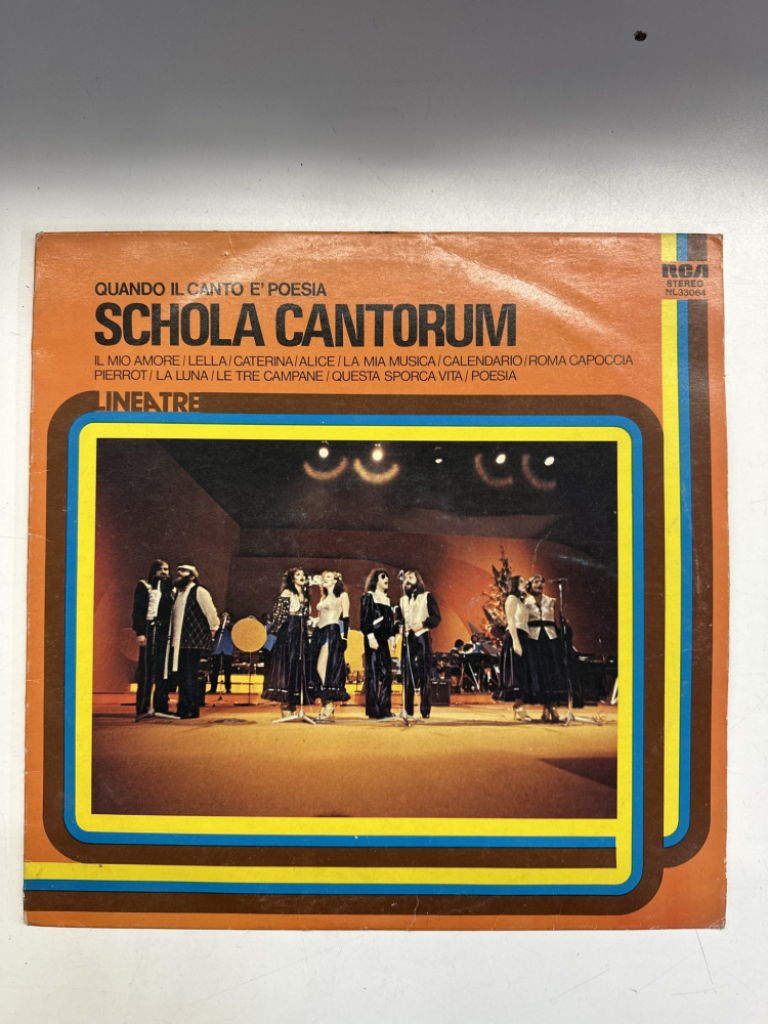 QUANDO IL CANTO E' POESIA
SCHOLA CANTORUM
IL MIO AMORE/LELLA/CATERINA/ALICE/LA MIA MUSICA/CALENDARIO/ROMA CAPOCCIA
PIERROT/LA LUNA/LE TRE CAMPANE/QUESTA SPORCA VITA/POESIA
LINEATRE
RCA
STEREO
NL33064